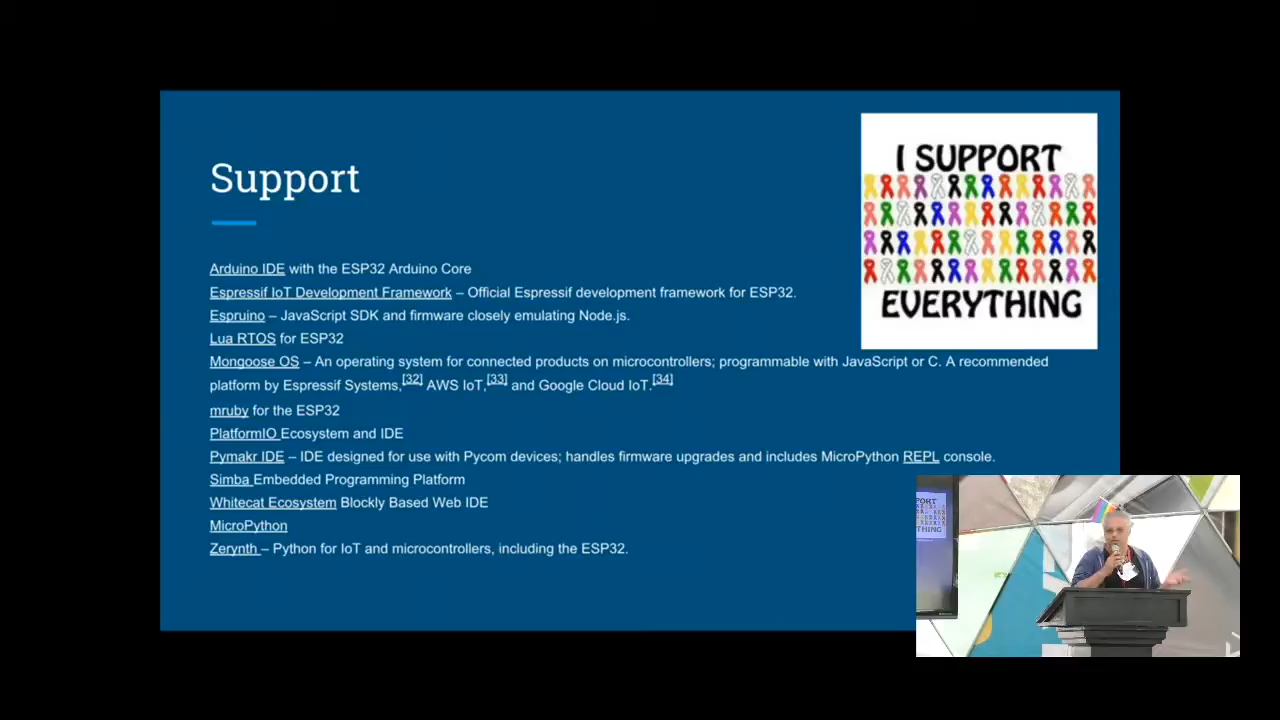 Support
I SUPPORT
EVERYTHING
Arduino IDE with the ESP32 Arduino Core
Espressif IoT Development Framework – Official Espressif development framework for ESP32.
Espruino – JavaScript SDK and firmware closely emulating Node.js.
Lua RTOS for ESP32
Mongoose OS – An operating system for connected products on microcontrollers; programmable with JavaScript or C. A recommended
platform by Espressif Systems,[32] AWS IoT,[33] and Google Cloud IoT.[34]
mruby for the ESP32
PlatformIO Ecosystem and IDE
Pymakr IDE – IDE designed for use with Pycom devices; handles firmware upgrades and includes MicroPython REPL console.
Simba Embedded Programming Platform
Whitecat Ecosystem Blockly Based Web IDE
MicroPython
Zerynth – Python for IoT and microcontrollers, including the ESP32.